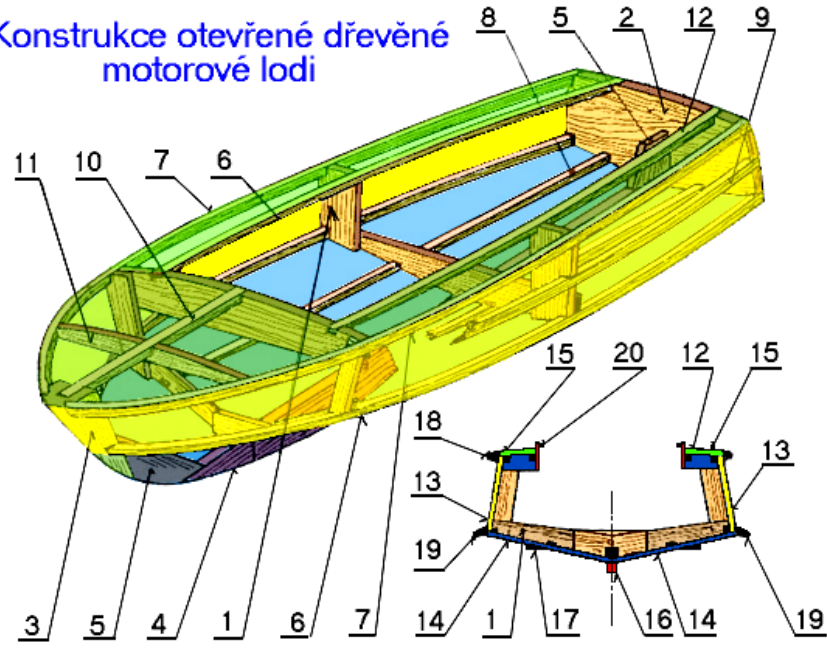 Konstrukce otevřené dřevěné
motorové lodi
8 5 2 12 9
11 10 7 6
15 20 12 15
18
13 13
19
3 5 4 1 6 7 14 1 17 16 14 19